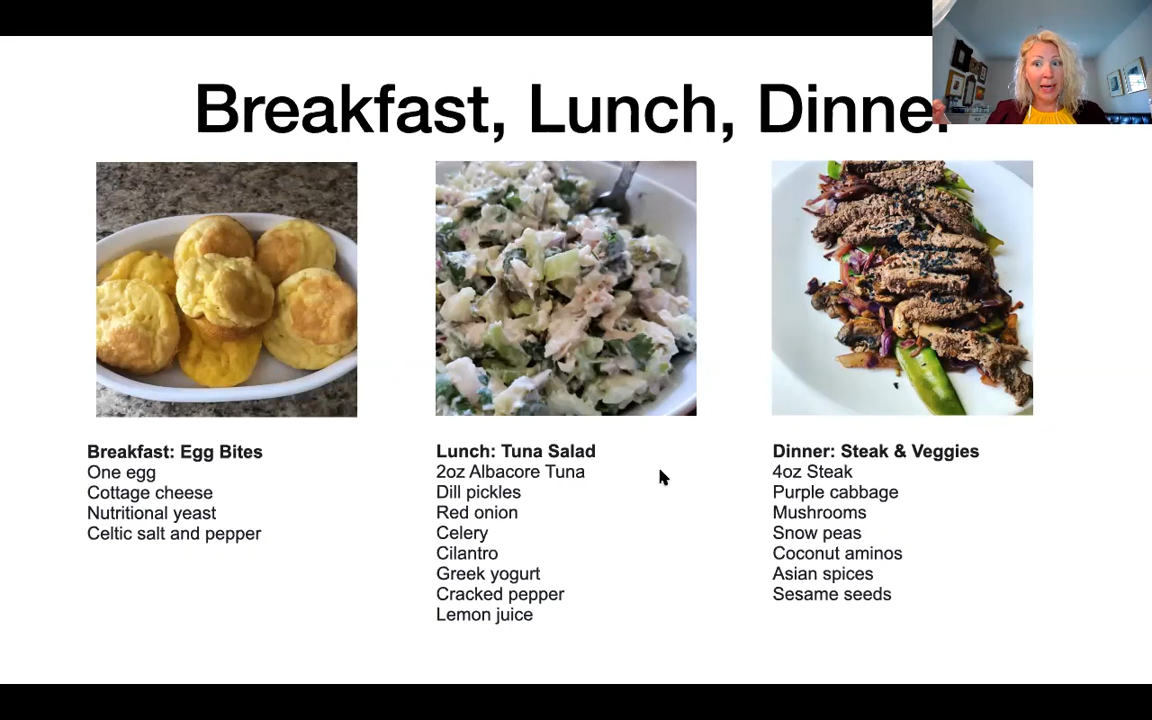 Breakfast, Lunch, Dinner
Breakfast: Egg Bites
One egg
Cottage cheese
Nutritional yeast
Celtic salt and pepper
Lunch: Tuna Salad
2oz Albacore Tuna
Dill pickles
Red onion
Celery
Cilantro
Greek yogurt
Cracked pepper
Lemon juice
Dinner: Steak & Veggies
4oz Steak
Purple cabbage
Mushrooms
Snow peas
Coconut aminos
Asian spices
Sesame seeds